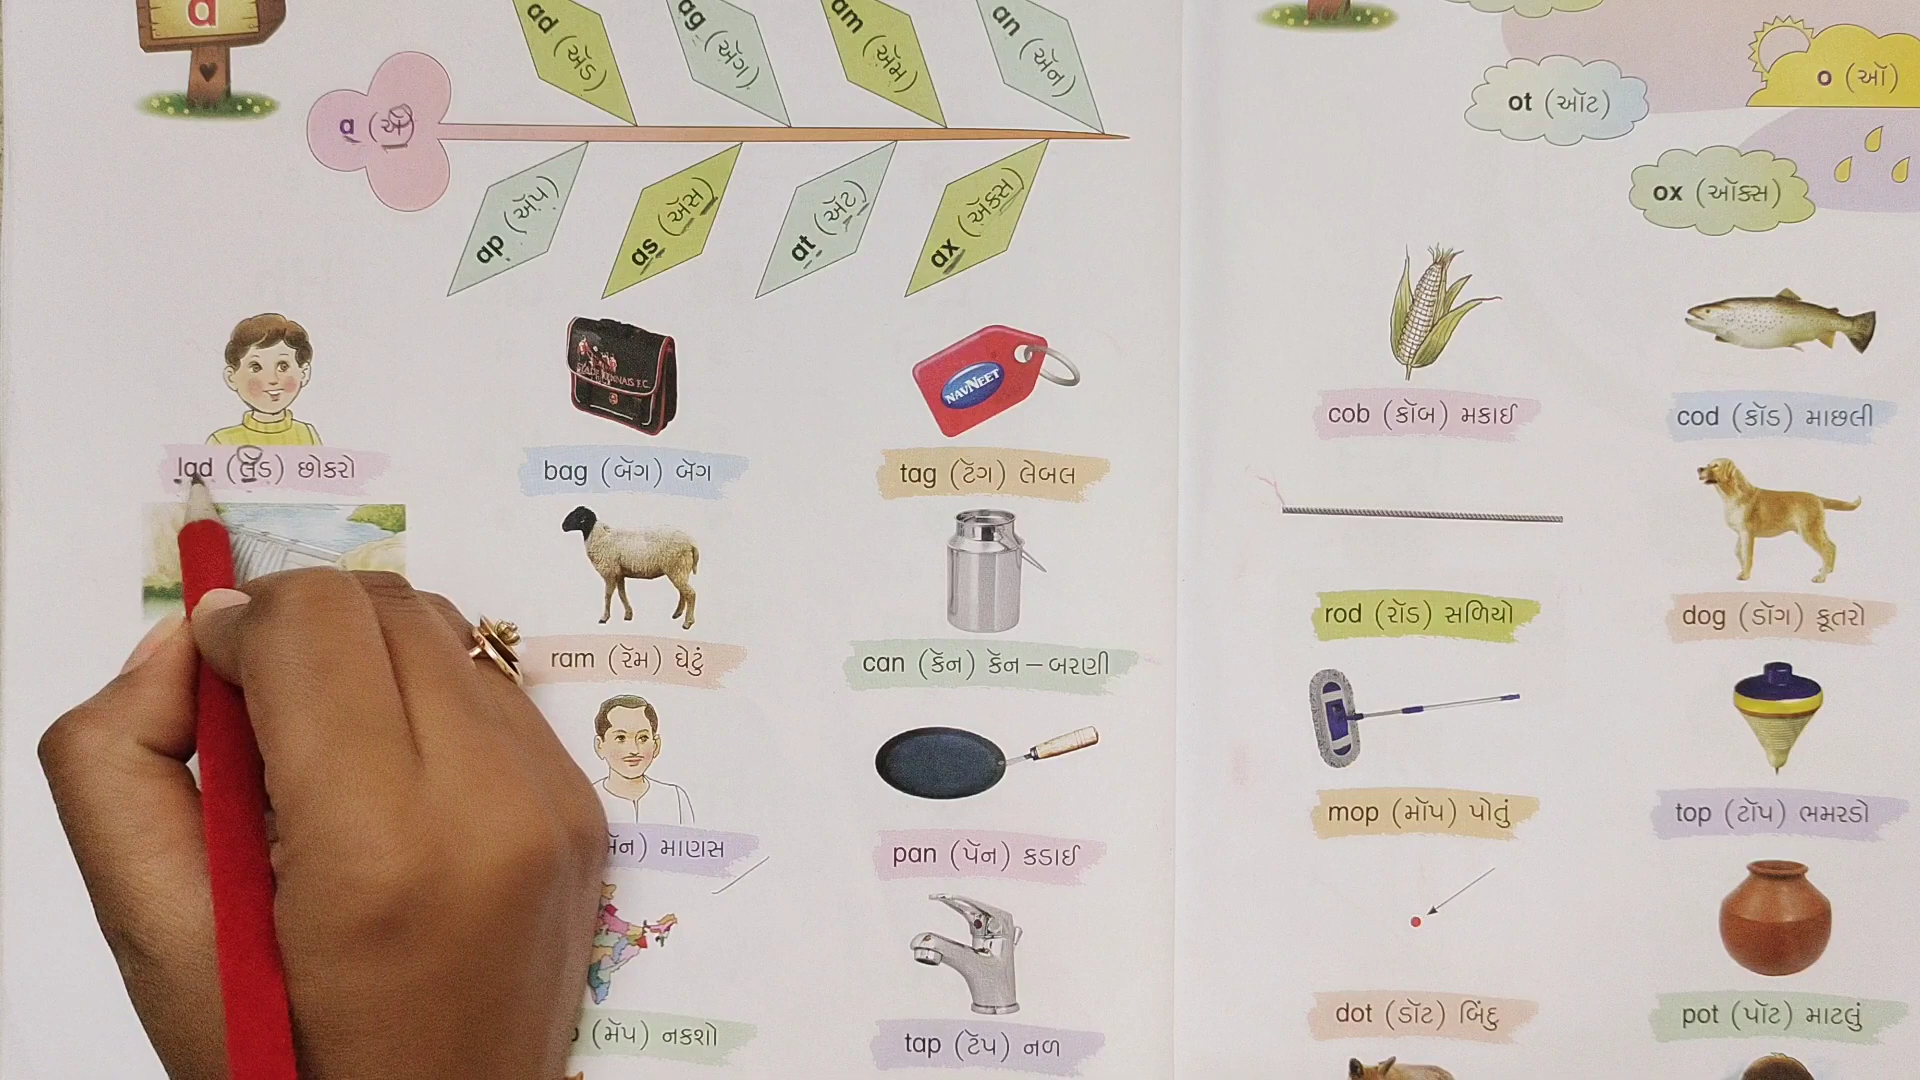 a
ad (ઍડ)
ag (ઍગ)
am (ઍમ)
an (ઍન)
a (ઍ)
ap (ઍપ)
as (ઍસ)
at (ઍટ)
ax (ઍક્સ)
lad (લૅડ) છોકરો
bag (બૅગ) બૅગ
NAVNEET
tag (ટૅગ) લેબલ
ram (રૅમ) ઘેટું
can (કૅન) કૅન – બરણી
માણસ
pan (પૅન) કડાઈ
(મૅપ) નકશો
tap (ટૅપ) નળ
o (ઑ)
ot (ઑટ)
ox (ઑક્સ)
cob (કૉબ) મકાઈ
cod (કૉડ) માછલી
rod (રૉડ) સળિયો
dog (ડૉગ) કૂતરો
mop (મૉપ) પોતું
top (ટૉપ) ભમરડો
dot (ડૉટ) બિંદુ
pot (પૉટ) માટલું